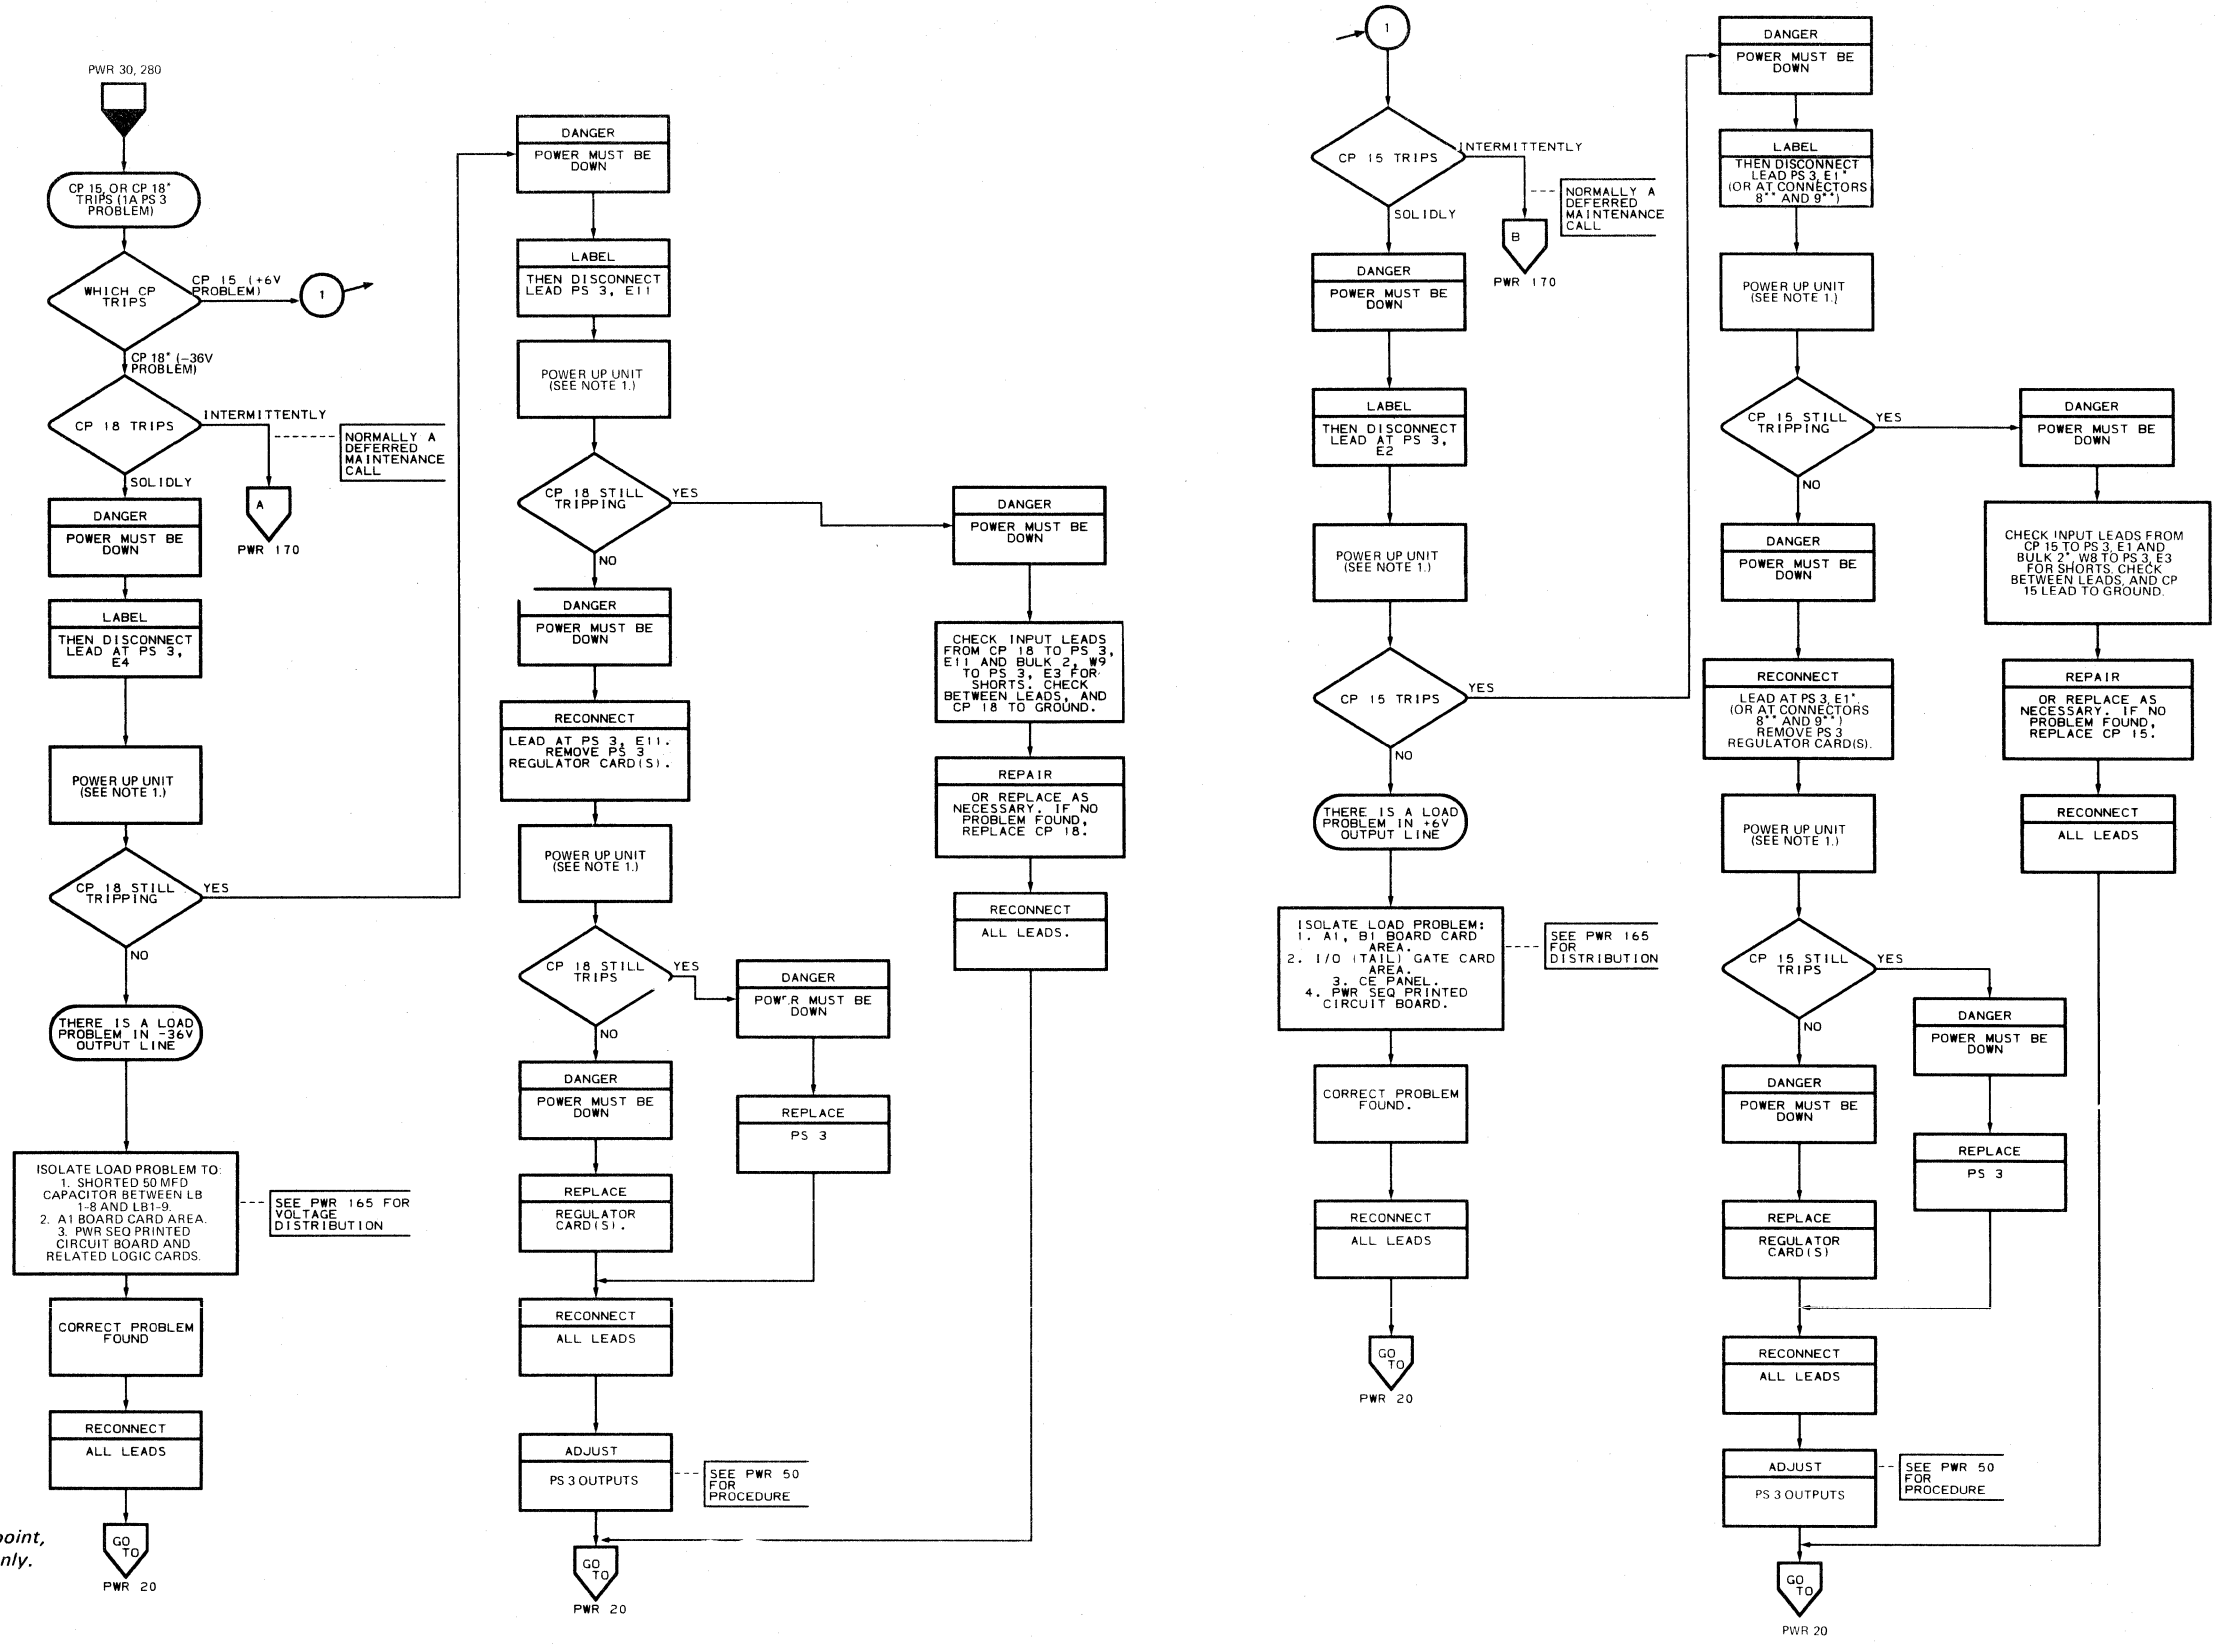 PWR 30, 280
CP 15, OR CP 18*
TRIPS (1A PS 3
PROBLEM)
WHICH CP
TRIPS
CP 15 (+6V
PROBLEM)
1
CP 18* (-36V
PROBLEM)
CP 18 TRIPS
INTERMITTENTLY
NORMALLY A
DEFERRED
MAINTENANCE
CALL
A
PWR 170
SOLIDLY
DANGER
POWER MUST BE
DOWN
LABEL
THEN DISCONNECT
LEAD AT PS 3,
E4
POWER UP UNIT
(SEE NOTE 1.)
CP 18 STILL
TRIPPING
YES
NO
THERE IS A LOAD
PROBLEM IN -36V
OUTPUT LINE
ISOLATE LOAD PROBLEM TO:
1. SHORTED 50 MFD
CAPACITOR BETWEEN LB
1-8 AND LB1-9.
2. A1 BOARD CARD AREA.
3. PWR SEQ PRINTED
CIRCUIT BOARD AND
RELATED LOGIC CARDS.
SEE PWR 165 FOR
VOLTAGE
DISTRIBUTION
CORRECT PROBLEM
FOUND
RECONNECT
ALL LEADS
GO
TO
PWR 20
point,
nly.
DANGER
POWER MUST BE
DOWN
LABEL
THEN DISCONNECT
LEAD PS 3, E11
POWER UP UNIT
(SEE NOTE 1.)
CP 18 STILL
TRIPPING
YES
NO
DANGER
POWER MUST BE
DOWN
RECONNECT
LEAD AT PS 3, E11.
REMOVE PS 3
REGULATOR CARD(S).
POWER UP UNIT
(SEE NOTE 1.)
CP 18 STILL
TRIPS
YES
NO
DANGER
POWER MUST BE
DOWN
REPLACE
REGULATOR
CARD(S).
DANGER
POWER MUST BE
DOWN
REPLACE
PS 3
RECONNECT
ALL LEADS
ADJUST
PS 3 OUTPUTS
SEE PWR 50
FOR
PROCEDURE
GO
TO
PWR 20
DANGER
POWER MUST BE
DOWN
CHECK INPUT LEADS
FROM CP 18 TO PS 3,
E11 AND BULK 2, W9
TO PS 3, E3 FOR
SHORTS. CHECK
BETWEEN LEADS, AND
CP 18 TO GROUND.
REPAIR
OR REPLACE AS
NECESSARY. IF NO
PROBLEM FOUND,
REPLACE CP 18.
RECONNECT
ALL LEADS.
1
CP 15 TRIPS
INTERMITTENTLY
NORMALLY A
DEFERRED
MAINTENANCE
CALL
B
PWR 170
SOLIDLY
DANGER
POWER MUST BE
DOWN
LABEL
THEN DISCONNECT
LEAD AT PS 3,
E2
POWER UP UNIT
(SEE NOTE 1.)
CP 15 TRIPS
YES
NO
THERE IS A LOAD
PROBLEM IN +6V
OUTPUT LINE
ISOLATE LOAD PROBLEM:
1. A1, B1 BOARD CARD
AREA.
2. I/O (TAIL) GATE CARD
AREA.
3. CE PANEL.
4. PWR SEQ PRINTED
CIRCUIT BOARD.
SEE PWR 165
FOR
DISTRIBUTION
CORRECT PROBLEM
FOUND.
RECONNECT
ALL LEADS
GO
TO
PWR 20
DANGER
POWER MUST BE
DOWN
LABEL
THEN DISCONNECT
LEAD PS 3, E1*
(OR AT CONNECTORS
8** AND 9**)
POWER UP UNIT
(SEE NOTE 1.)
CP 15 STILL
TRIPPING
YES
NO
DANGER
POWER MUST BE
DOWN
RECONNECT
LEAD AT PS 3, E1*.
(OR AT CONNECTORS
8** AND 9**)
REMOVE PS 3
REGULATOR CARD(S).
POWER UP UNIT
(SEE NOTE 1.)
CP 15 STILL
TRIPS
YES
NO
DANGER
POWER MUST BE
DOWN
REPLACE
REGULATOR
CARD(S)
DANGER
POWER MUST BE
DOWN
REPLACE
PS 3
RECONNECT
ALL LEADS
ADJUST
PS 3 OUTPUTS
SEE PWR 50
FOR
PROCEDURE
GO
TO
PWR 20
DANGER
POWER MUST BE
DOWN
CHECK INPUT LEADS FROM
CP 15 TO PS 3, E1 AND
BULK 2*, W8 TO PS 3, E3
FOR SHORTS. CHECK
BETWEEN LEADS, AND CP
15 LEAD TO GROUND.
REPAIR
OR REPLACE AS
NECESSARY. IF NO
PROBLEM FOUND,
REPLACE CP 15.
RECONNECT
ALL LEADS